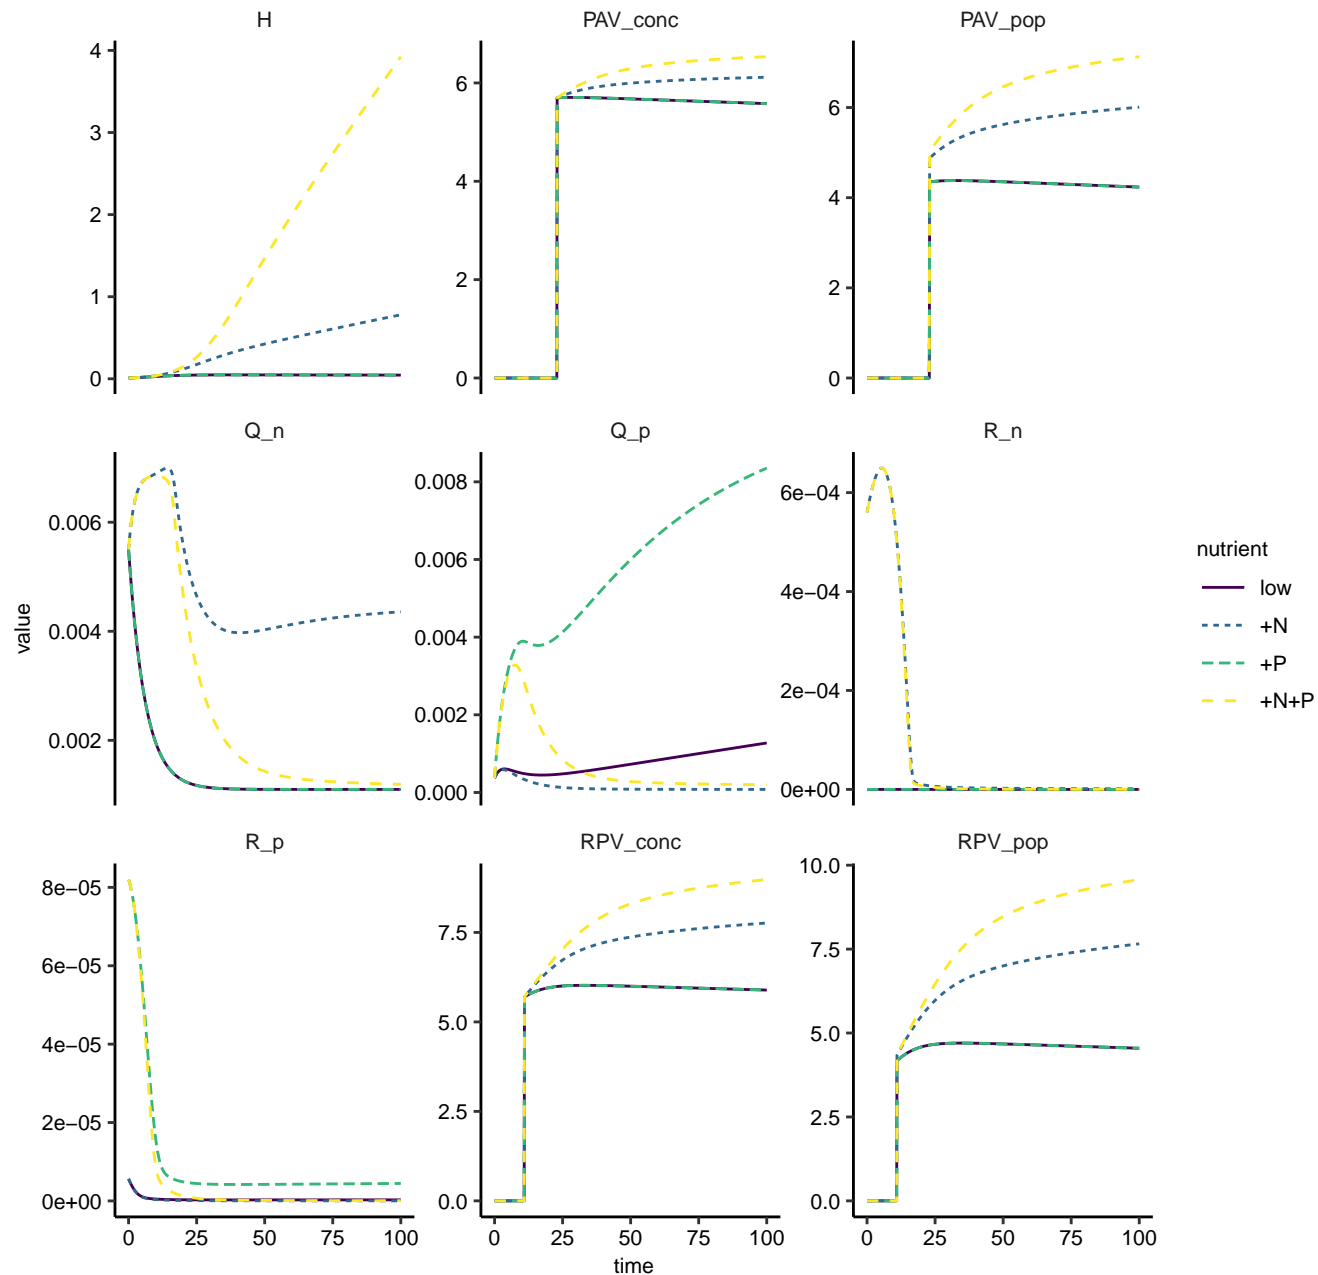 H PAV_conc PAV_pop
4
3
2
1
0
6
4
2
0
6
4
2
0
Q_n Q_p R_n
0.006
0.004
0.002
0.008
0.006
0.004
0.002
0.000
6e−04
4e−04
2e−04
0e+00
R_p RPV_conc RPV_pop
8e−05
6e−05
4e−05
2e−05
0e+00
7.5
5.0
2.5
0.0
10.0
7.5
5.0
2.5
0.0
0 25 50 75 100
0 25 50 75 100
0 25 50 75 100
time
value
nutrient
low
+N
+P
+N+P